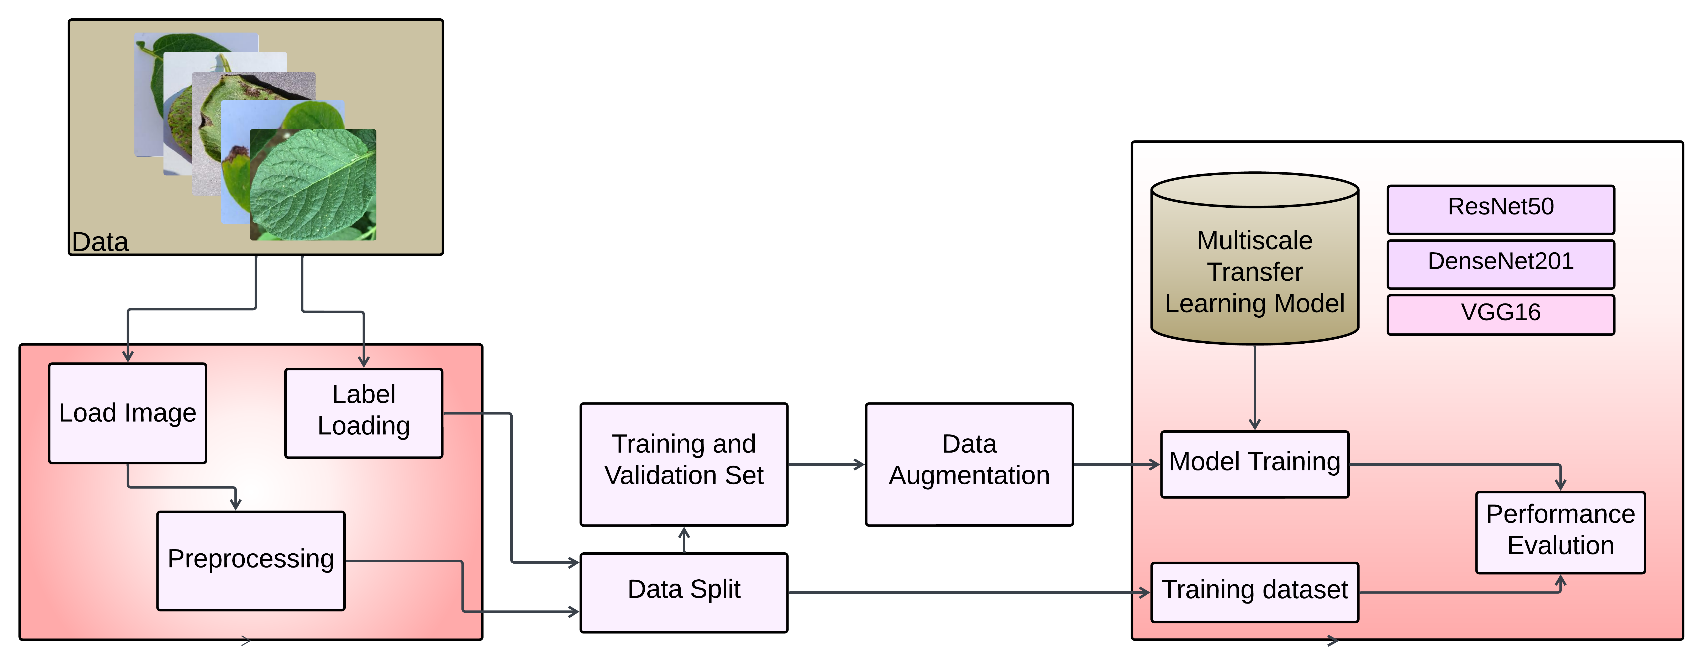 Data
Load Image
Label
Loading
Preprocessing
Training and
Validation Set
Data Split
Data
Augmentation
Multiscale
Transfer
Learning Model
ResNet50
DenseNet201
VGG16
Model Training
Performance
Evalution
Training dataset